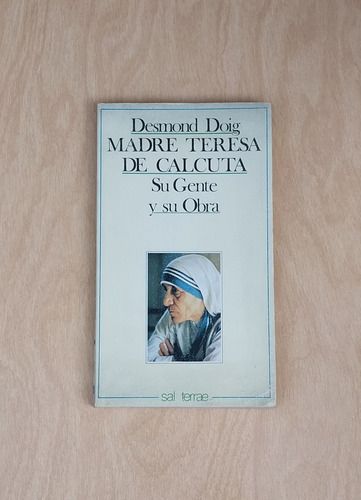 Desmond Doig
MADRE TERESA
DE CALCUTA
Su Gente
y su Obra
sal terrae